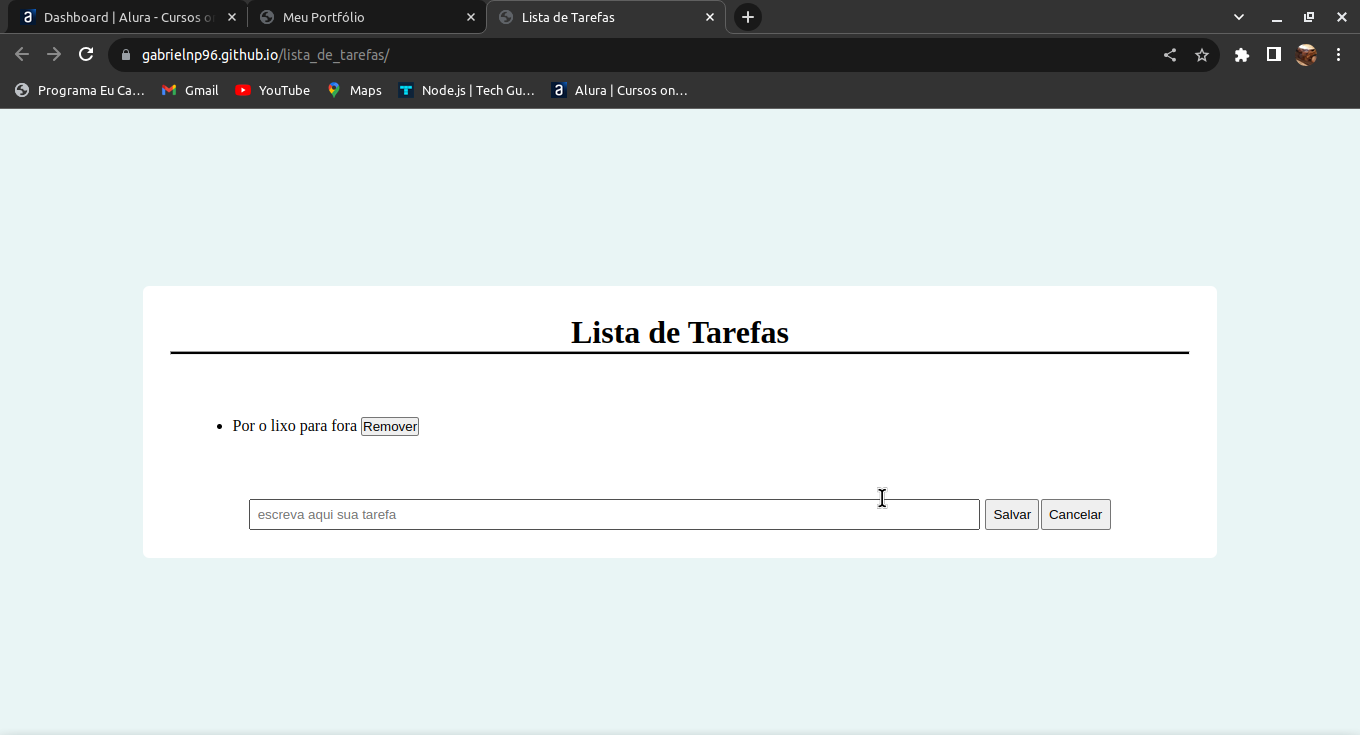 Dashboard | Alura - Cursos o
Meu Portfólio
Lista de Tarefas
gabrielnp96.github.io/lista_de_tarefas/
Programa Eu Ca...
Gmail
YouTube
Maps
Node.js | Tech Gu...
Alura | Cursos on...
Lista de Tarefas
Por o lixo para fora Remover
escreva aqui sua tarefa Salvar Cancelar